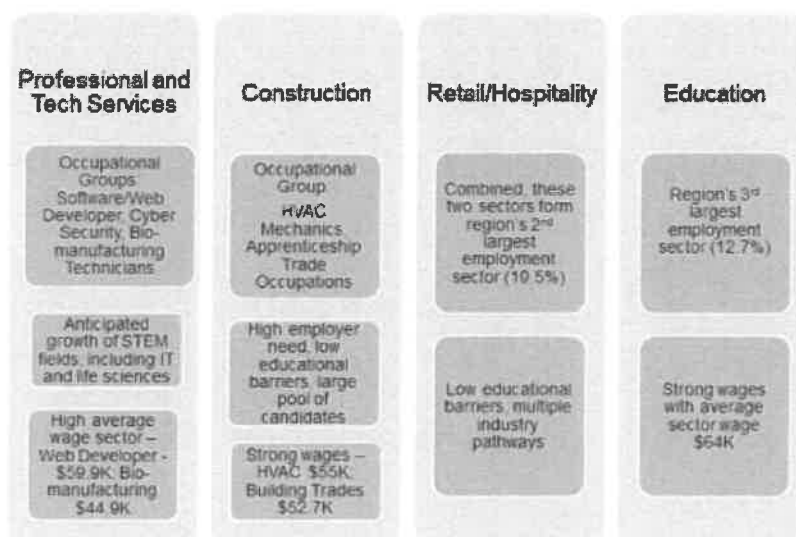 Professional and
Tech Services
Occupational
Groups
Software/Web
Developer, Cyber
Security, Bio-
manufacturing
Technicians
Anticipated
growth of STEM
fields, including IT
and life sciences
High average
wage sector –
Web Developer -
$59.9K; Bio-
manufacturing
$44.9K
Construction
Occupational
Group
HVAC
Mechanics
Apprenticeship
Trade
Occupations
High employer
need, low
educational
barriers, large
pool of
candidates
Strong wages –
HVAC $55K;
Building Trades
$52.7K
Retail/Hospitality
Combined, these
two sectors form
region's 2nd
largest
employment
sector
Low educational
barriers, multiple
industry
pathways
Education
Region's 3rd
largest
employment
sector (12.7%)
Strong wages
with average
sector wage
$64K